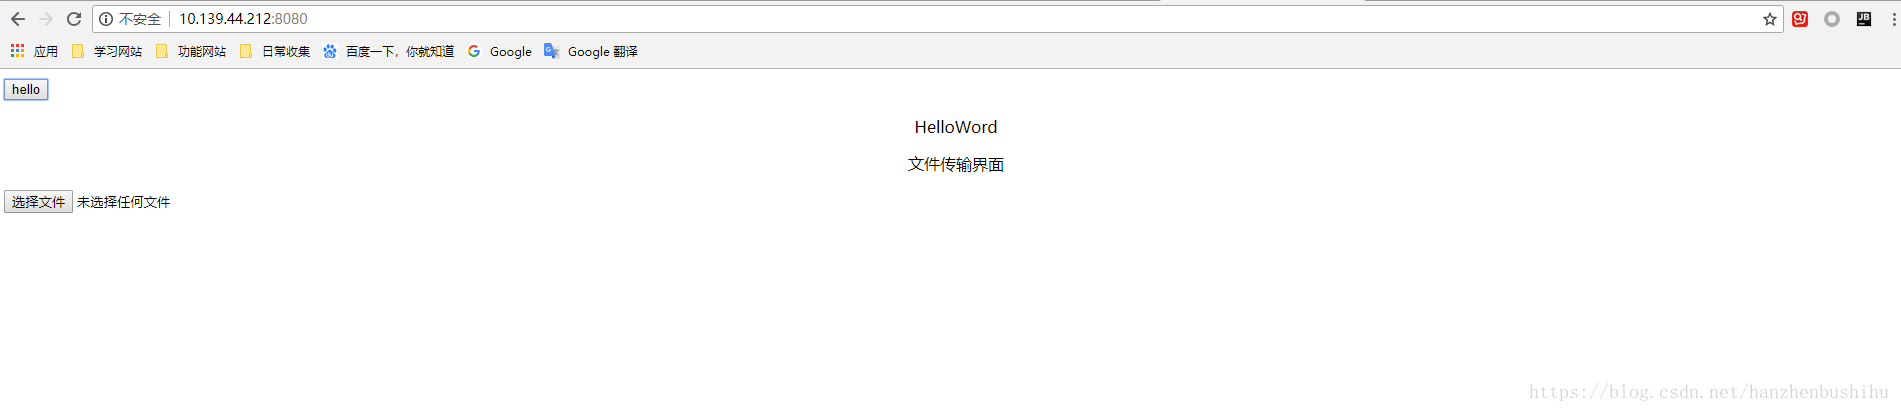 不安全 10.139.44.212:8080
应用 学习网站 功能网站 日常收集 百度一下，你就知道 Google Google 翻译
hello
HelloWord
文件传输界面
选择文件 未选择任何文件
https://blog.csdn.net/hanzhenbushihu